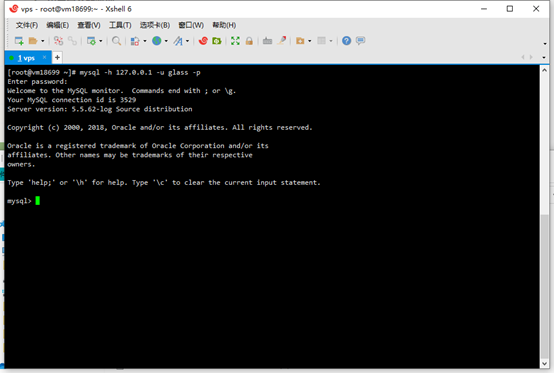 vps - root@vm18699:~ - Xshell 6
文件(F) 编辑(E) 查看(V) 工具(T) 选项卡(B) 窗口(W) 帮助(H)
1 vps
[root@vm18699 ~]# mysql -h 127.0.0.1 -u glass -p
Enter password:
Welcome to the MySQL monitor.  Commands end with ; or \g.
Your MySQL connection id is 3529
Server version: 5.5.62-log Source distribution
Copyright (c) 2000, 2018, Oracle and/or its affiliates. All rights reserved.
Oracle is a registered trademark of Oracle Corporation and/or its
affiliates. Other names may be trademarks of their respective
owners.
Type 'help;' or '\h' for help. Type '\c' to clear the current input statement.
mysql>